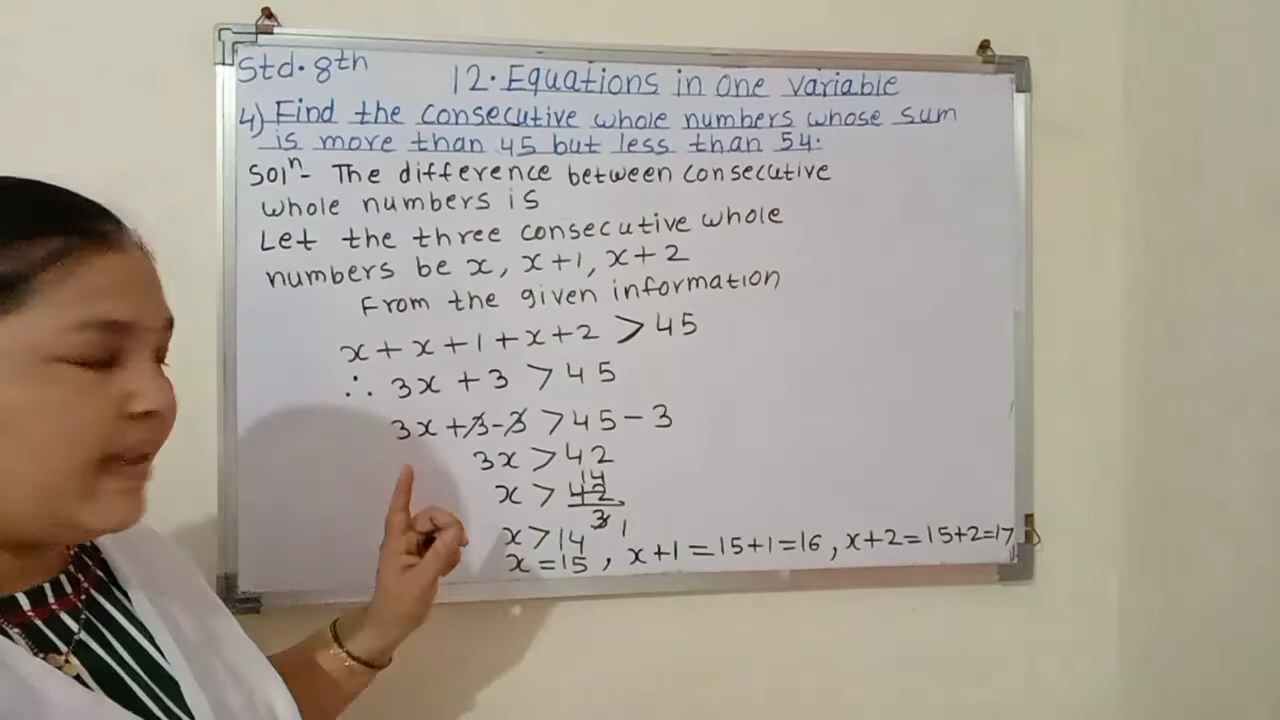 Std. 8th
12. Equations in one variable
4) Find the consecutive whole numbers whose sum
is more than 45 but less than 54.
Solⁿ- The difference between consecutive
whole numbers is
Let the three consecutive whole
numbers be x, x+1, x+2
From the given information
x + x + 1 + x + 2 > 45
∴ 3x + 3 > 45
3x + 3 - 3 > 45 - 3
3x > 42
14
x > 42
3 1
x > 14
x = 15, x + 1 = 15 + 1 = 16, x + 2 = 15 + 2 = 17